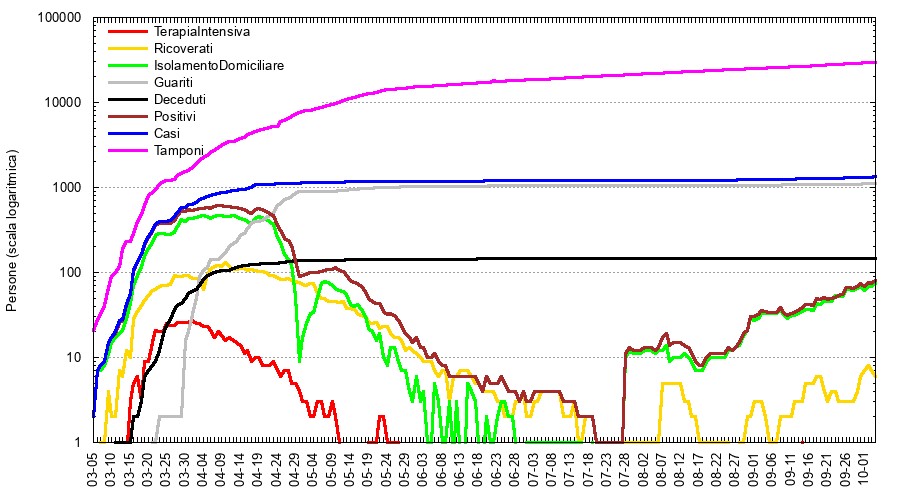 100000
10000
1000
100
10
1
Persone (scala logaritmica)
TerapiaIntensiva
Ricoverati
IsolamentoDomiciliare
Guariti
Deceduti
Positivi
Casi
Tamponi
03-05 03-10 03-15 03-20 03-25 03-30 04-04 04-09 04-14 04-19 04-24 04-29 05-04 05-09 05-14 05-19 05-24 05-29 06-03 06-08 06-13 06-18 06-23 06-28 07-03 07-08 07-13 07-18 07-23 07-28 08-02 08-07 08-12 08-17 08-22 08-27 09-01 09-06 09-11 09-16 09-21 09-26 10-01